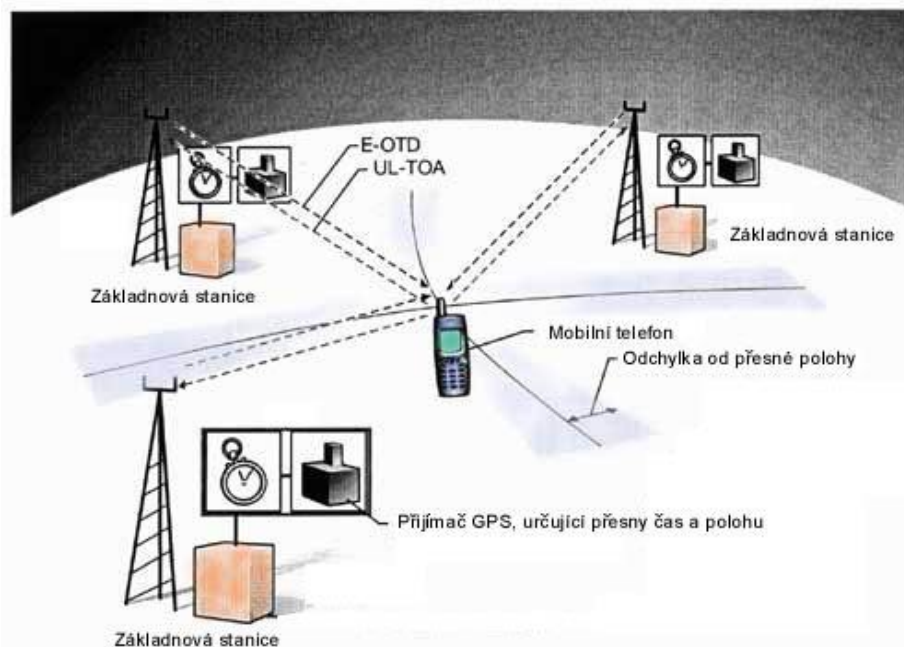 E-OTD
UL-TOA
Základnová stanice
Základnová stanice
Mobilní telefon
Odchylka od přesné polohy
Přijímač GPS, určující přesny čas a polohu
Základnová stanice